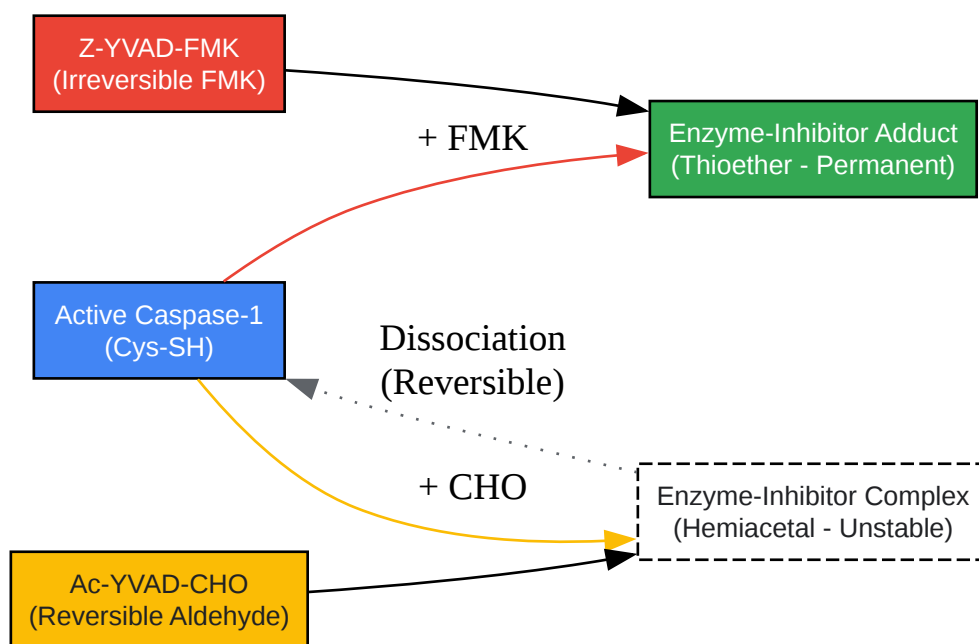 Z-YVAD-FMK
(Irreversible FMK)
+ FMK
Enzyme-Inhibitor Adduct
(Thioether - Permanent)
Active Caspase-1
(Cys-SH)
Dissociation
(Reversible)
+ CHO
Enzyme-Inhibitor Complex
(Hemiacetal - Unstable)
Ac-YVAD-CHO
(Reversible Aldehyde)